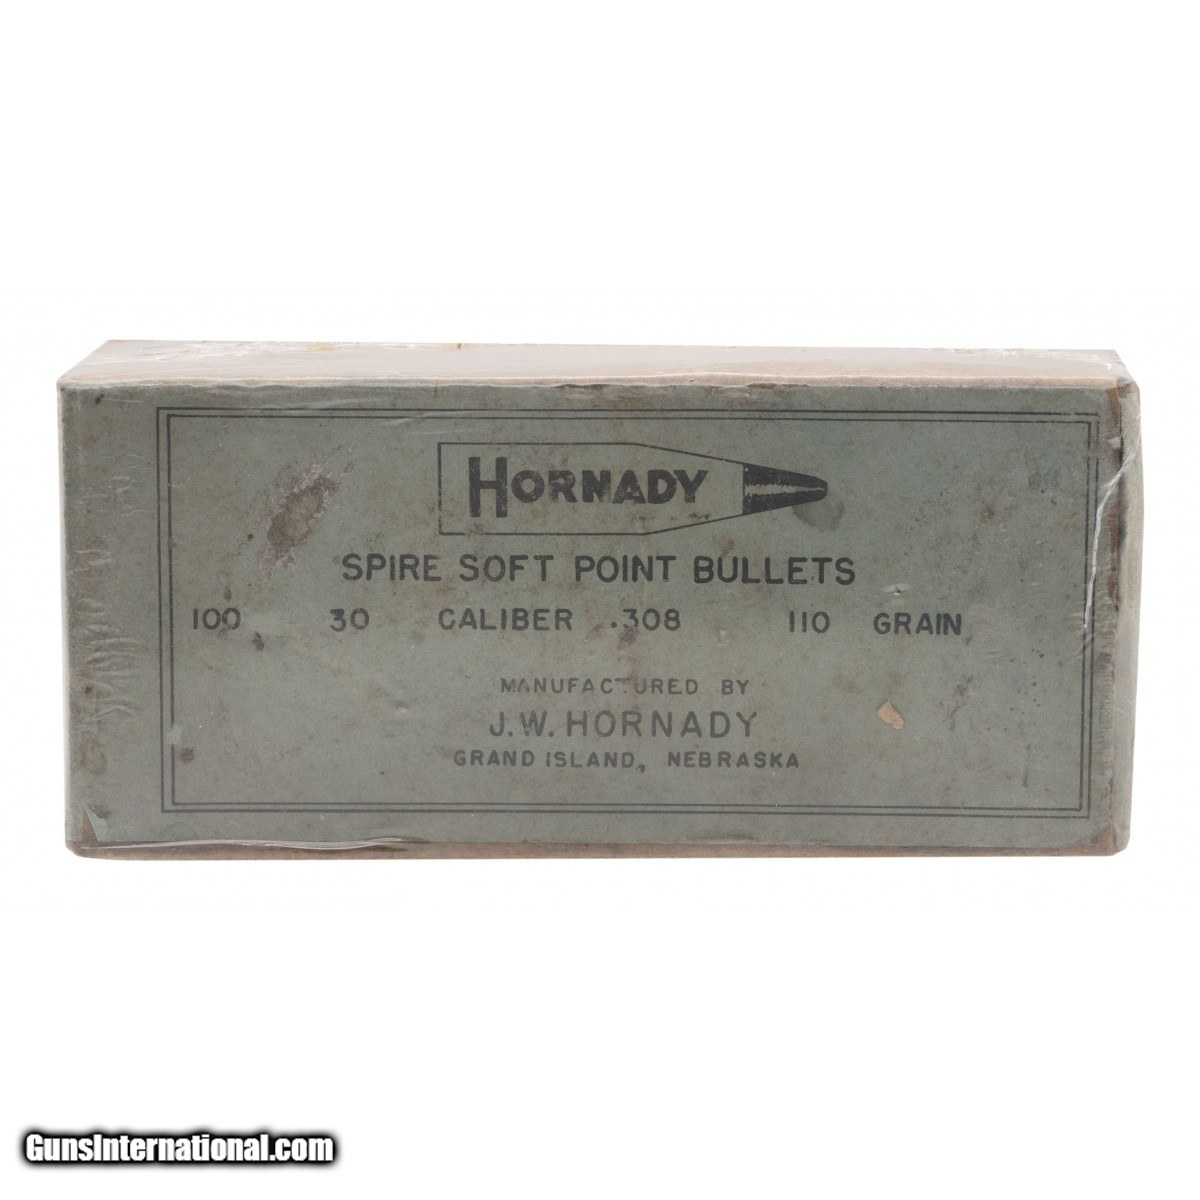 HORNADY
SPIRE SOFT POINT BULLETS
100 30 CALIBER .308 110 GRAIN
MANUFACTURED BY
J.W. HORNADY
GRAND ISLAND, NEBRASKA
GunsInternational.com